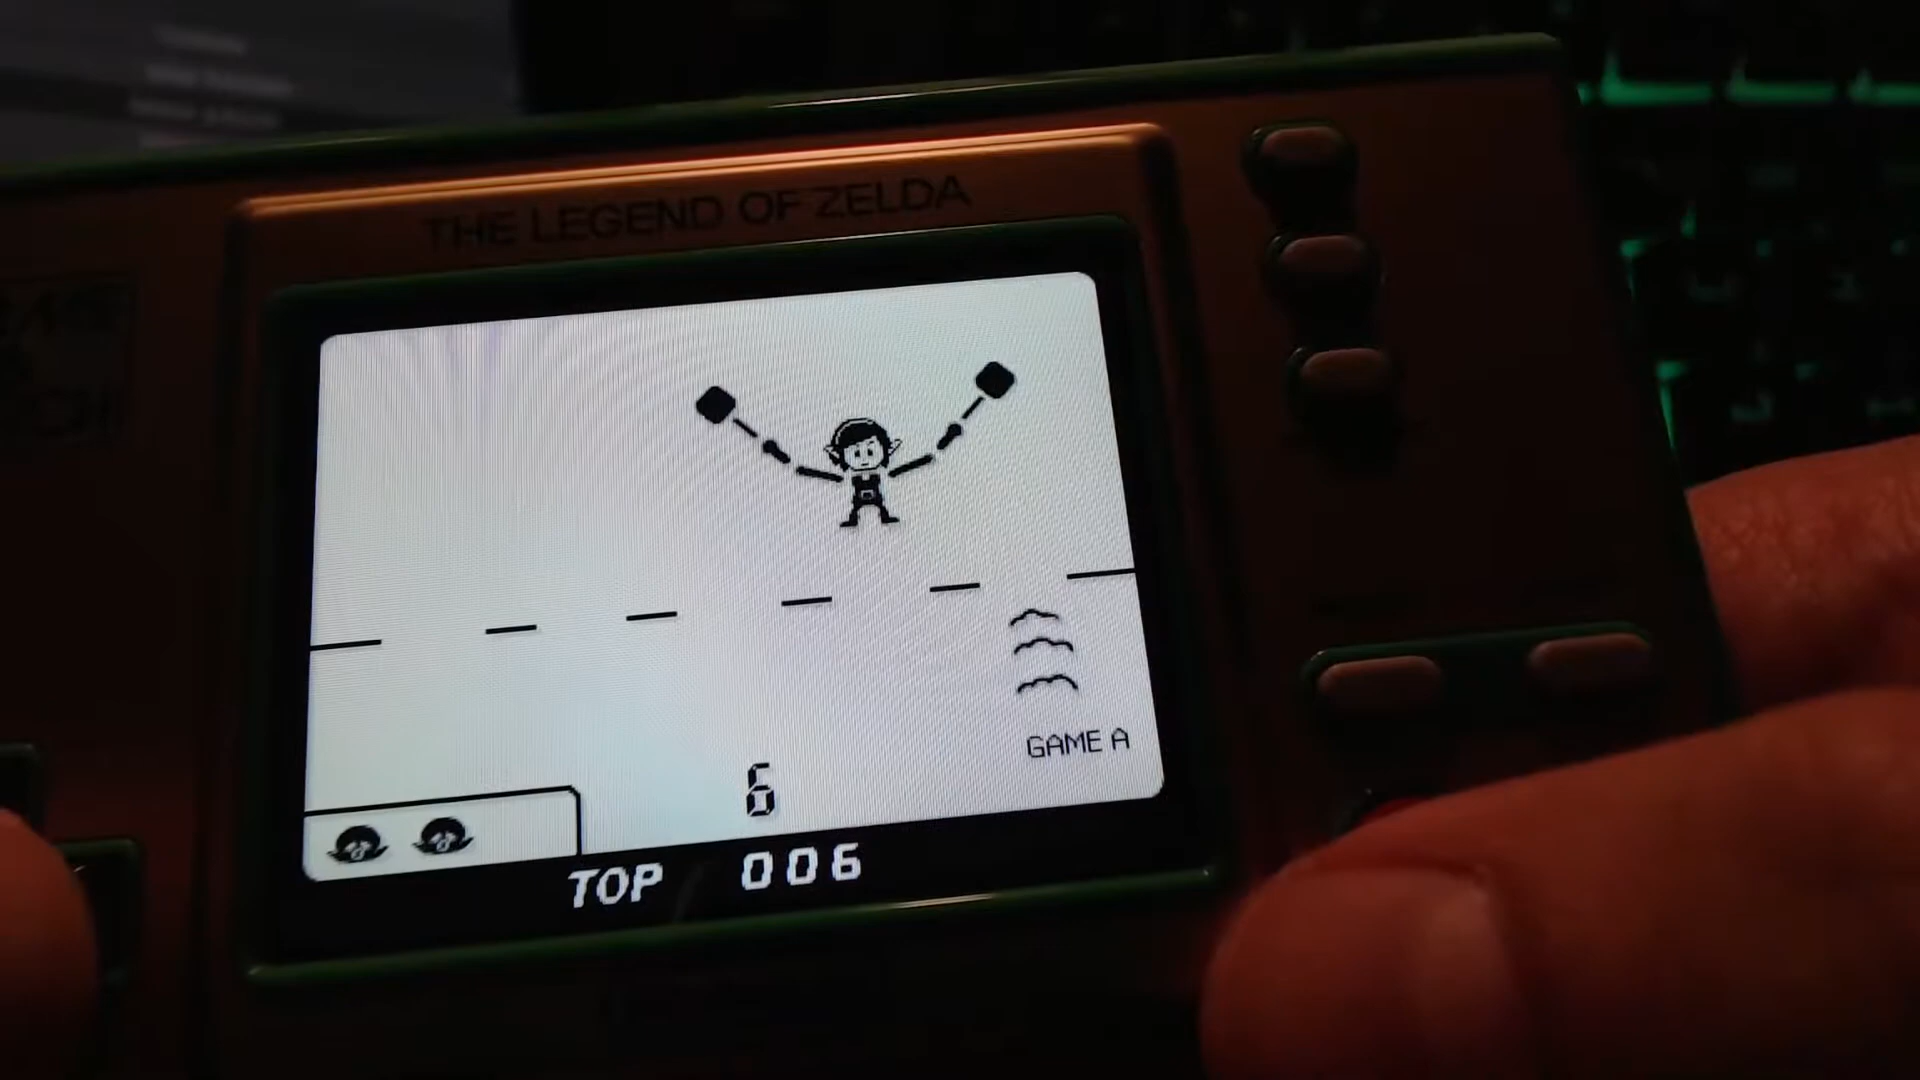 THE LEGEND OF ZELDA
GAME A
6
TOP 006